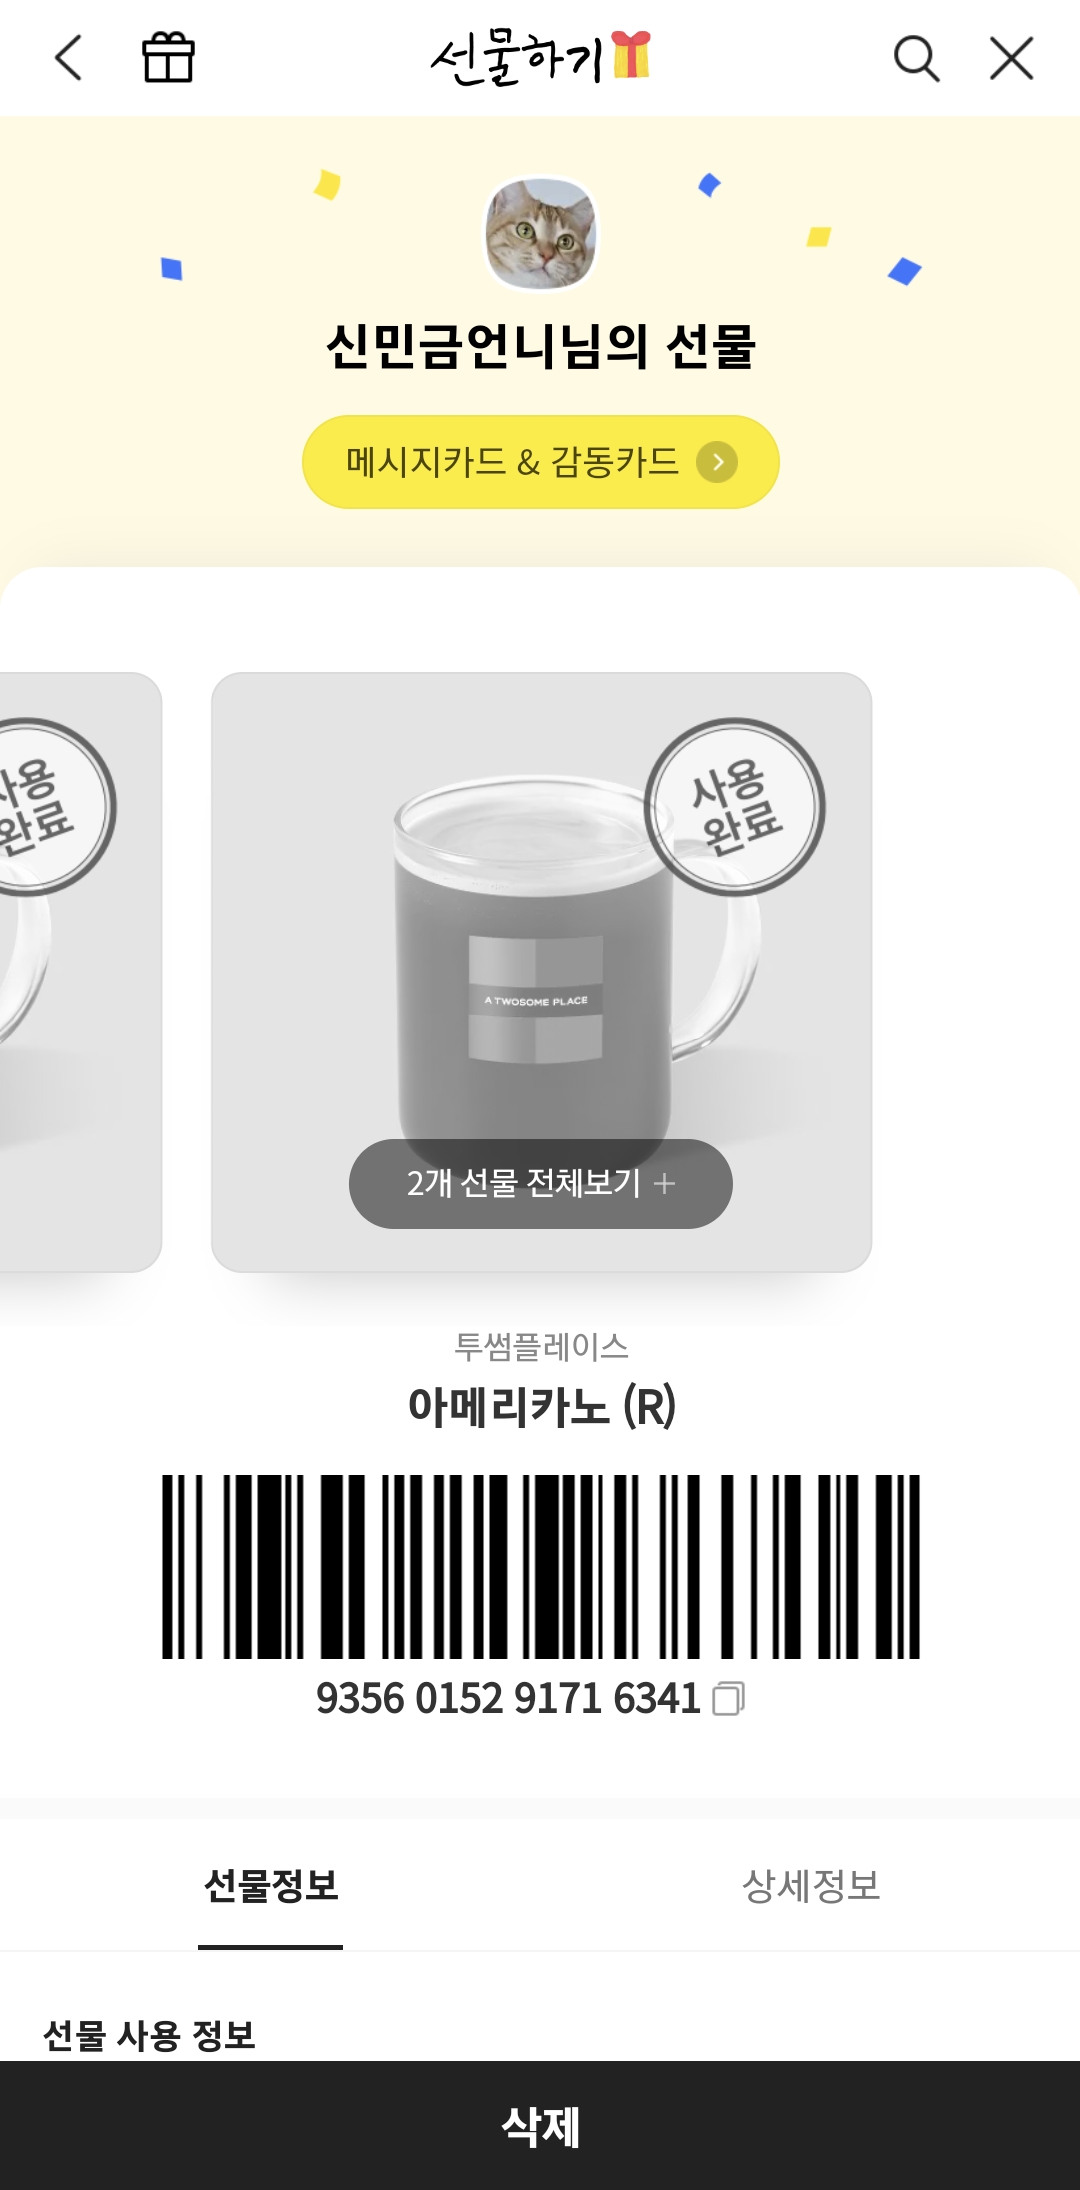 선물하기
신민금언니님의 선물
메시지카드 & 감동카드
사용
완료
사용
완료
A TWOSOME PLACE
2개 선물 전체보기
투썸플레이스
아메리카노 (R)
9356 0152 9171 6341
선물정보
상세정보
선물 사용 정보
삭제